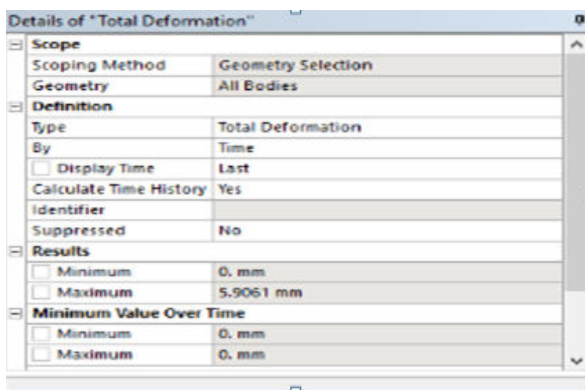 Details of "Total Deformation"
Scope
Scoping Method Geometry Selection
Geometry All Bodies
Definition
Type Total Deformation
By Time
Display Time Last
Calculate Time History Yes
Identifier
Suppressed No
Results
Minimum 0. mm
Maximum 5.9061 mm
Minimum Value Over Time
Minimum 0. mm
Maximum 0. mm